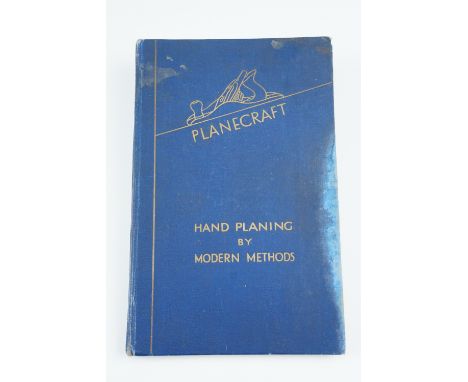 PLANECRAFT
HAND PLANING
BY
MODERN METHODS